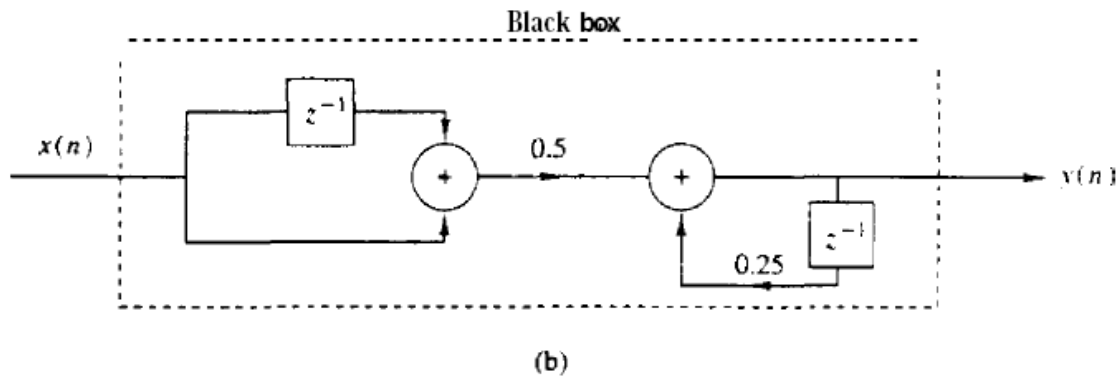 Black box
z⁻¹
x(n)
+
0.5
+
y(n)
z⁻¹
0.25
(b)